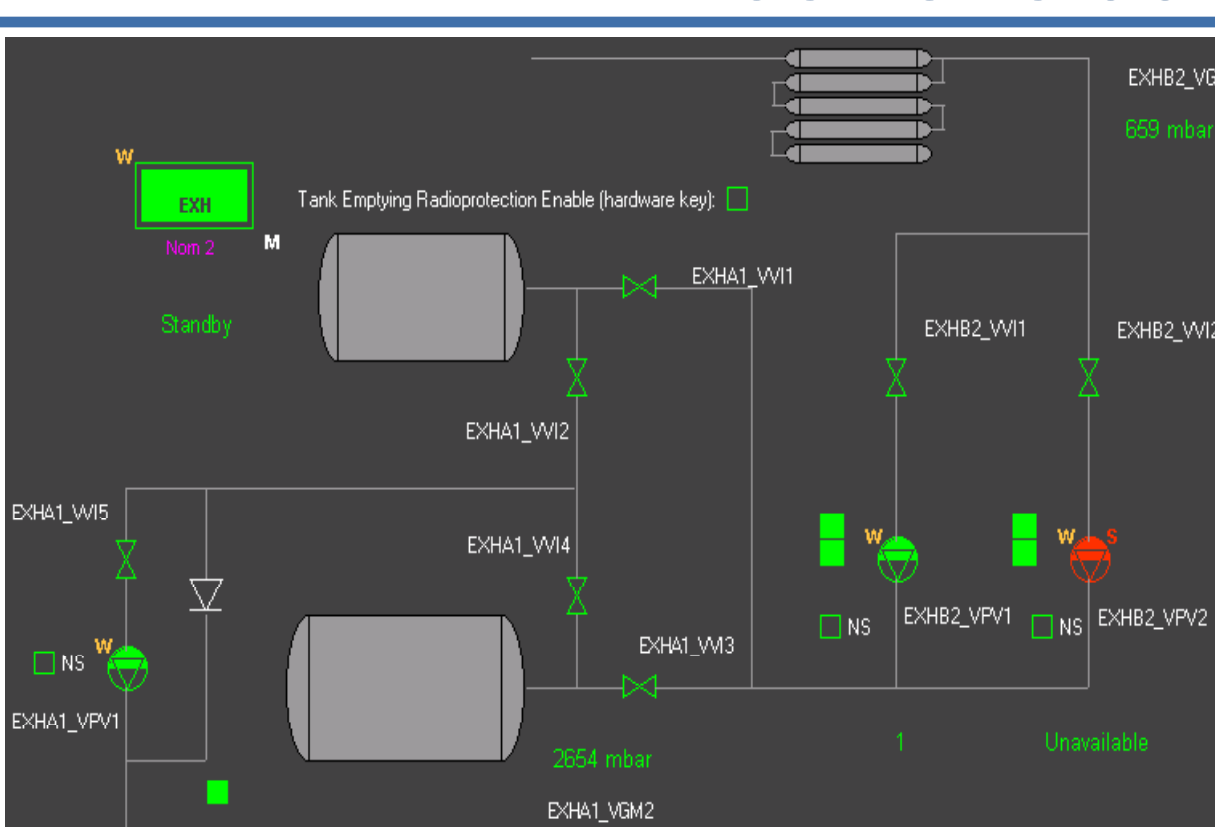 EXHB2_VG
659 mbar
W
EXH
Tank Emptying Radioprotection Enable (hardware key):
Nom 2
M
EXHA1_VVI1
Standby
EXHB2_VVI1
EXHB2_VVI2
EXHA1_VVI2
EXHA1_VVI5
EXHA1_VVI4
W
W
S
EXHB2_VPV1
EXHB2_VPV2
NS
NS
W
EXHA1_VVI3
NS
EXHA1_VPV1
1
Unavailable
2654 mbar
EXHA1_VGM2